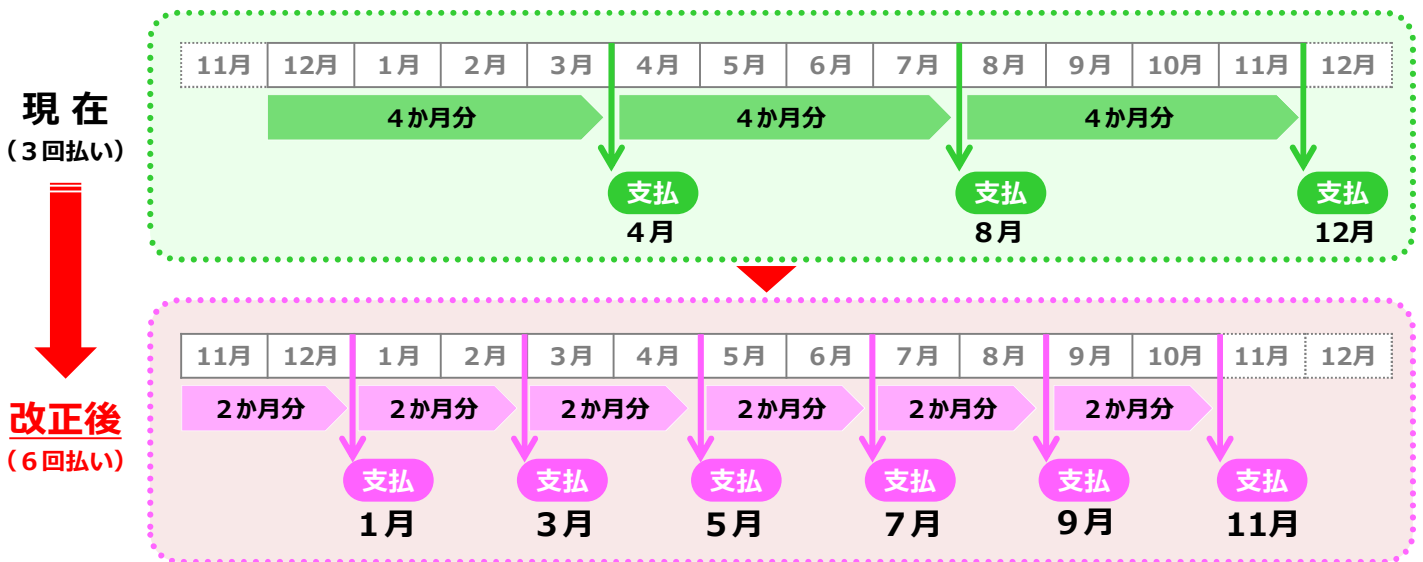 11月 12月 1月 2月 3月 4月 5月 6月 7月 8月 9月 10月 11月 12月
現 在
（３回払い）
４か月分 ４か月分 ４か月分
支払 支払 支払
４月 ８月 12月
11月 12月 1月 2月 3月 4月 5月 6月 7月 8月 9月 10月 11月 12月
改正後
（６回払い）
２か月分 ２か月分 ２か月分 ２か月分 ２か月分 ２か月分
支払 支払 支払 支払 支払 支払
１月 ３月 ５月 ７月 ９月 11月